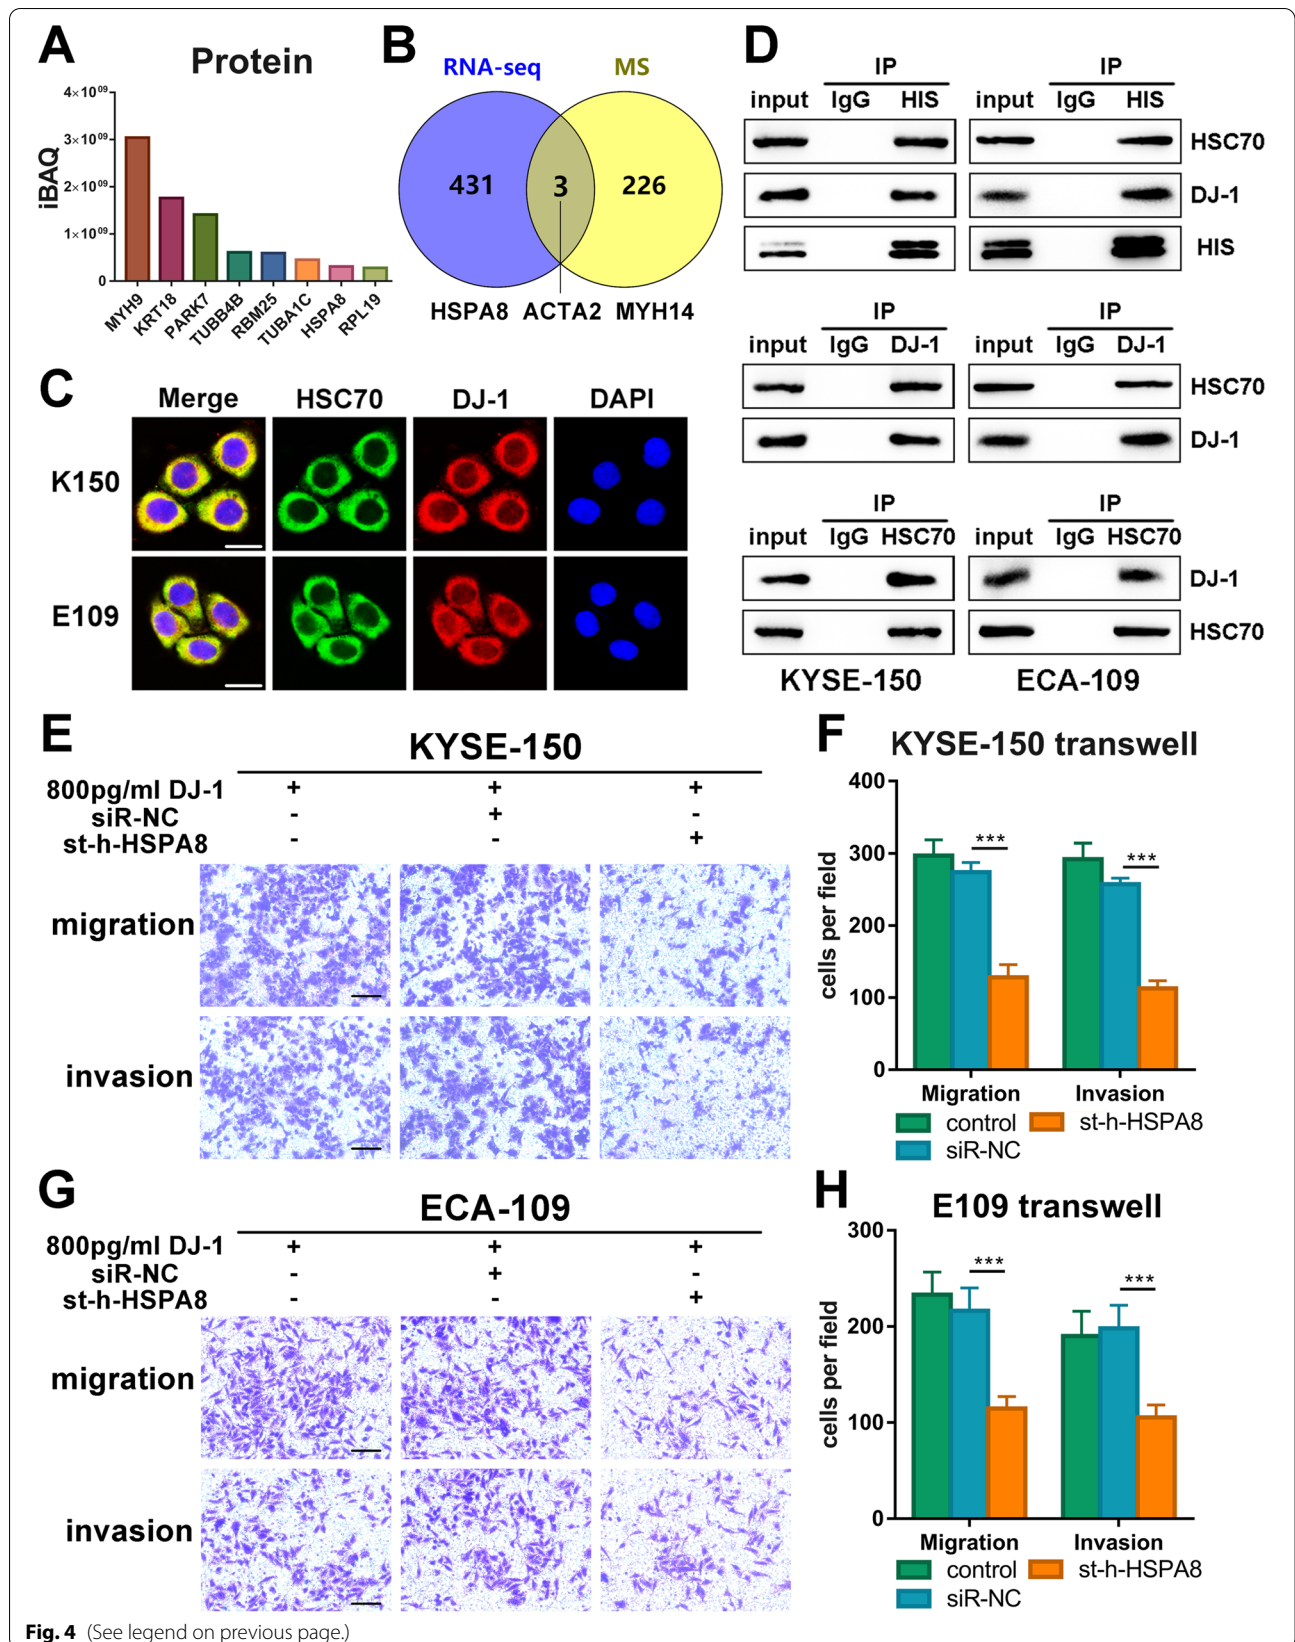 A
Protein
iBAQ
4×10⁰⁹
3×10⁰⁹
2×10⁰⁹
1×10⁰⁹
0
MYH9
KRT18
PARK7
TUBB4B
RBM25
TUBA1C
HSPA8
RPL19
B
RNA-seq MS
431 3 226
HSPA8 ACTA2 MYH14
C
Merge HSC70 DJ-1 DAPI
K150
E109
D
IP IP
input IgG HIS input IgG HIS
HSC70
DJ-1
HIS
IP IP
input IgG DJ-1 input IgG DJ-1
HSC70
DJ-1
IP IP
input IgG HSC70 input IgG HSC70
DJ-1
HSC70
KYSE-150 ECA-109
E
KYSE-150
800pg/ml DJ-1 + + +
siR-NC - + -
st-h-HSPA8 - - +
migration
invasion
F
KYSE-150 transwell
cells per field
400
300
200
100
0
*** ***
Migration Invasion
control st-h-HSPA8
siR-NC
G
ECA-109
800pg/ml DJ-1 + + +
siR-NC - + -
st-h-HSPA8 - - +
migration
invasion
H
E109 transwell
cells per field
300
200
100
0
*** ***
Migration Invasion
control st-h-HSPA8
siR-NC
Fig. 4 (See legend on previous page.)